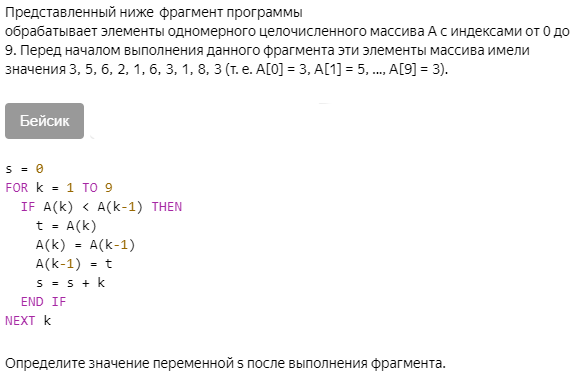 Представленный ниже фрагмент программы
обрабатывает элементы одномерного целочисленного массива А с индексами от 0 до
9. Перед началом выполнения данного фрагмента эти элементы массива имели
значения 3, 5, 6, 2, 1, 6, 3, 1, 8, 3 (т. е. A[0] = 3, A[1] = 5, ..., A[9] = 3).
Бейсик
s = 0
FOR k = 1 TO 9
  IF A(k) < A(k-1) THEN
    t = A(k)
    A(k) = A(k-1)
    A(k-1) = t
    s = s + k
  END IF
NEXT k
Определите значение переменной s после выполнения фрагмента.